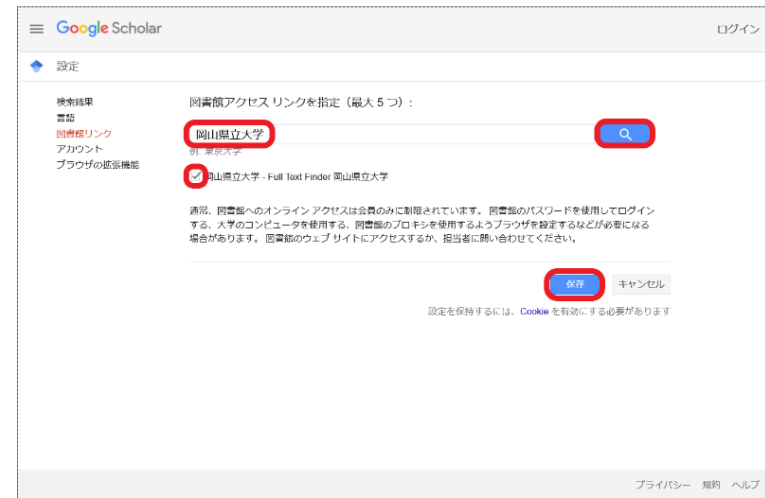 Google Scholar
ログイン
設定
検索結果
言語
図書館リンク
アカウント
ブラウザの拡張機能
図書館アクセス リンクを指定（最大 5 つ）:
岡山県立大学
例: 東京大学
岡山県立大学 - Full Text Finder 岡山県立大学
通常、図書館へのオンライン アクセスは会員のみに制限されています。 図書館のパスワードを使用してログイン
する、大学のコンピュータを使用する、図書館のプロキシを使用するようブラウザを設定するなどが必要になる
場合があります。 図書館のウェブ サイトにアクセスするか、担当者に問い合わせてください。
保存 キャンセル
設定を保持するには、Cookie を有効にする必要があります
プライバシー 規約 ヘルプ